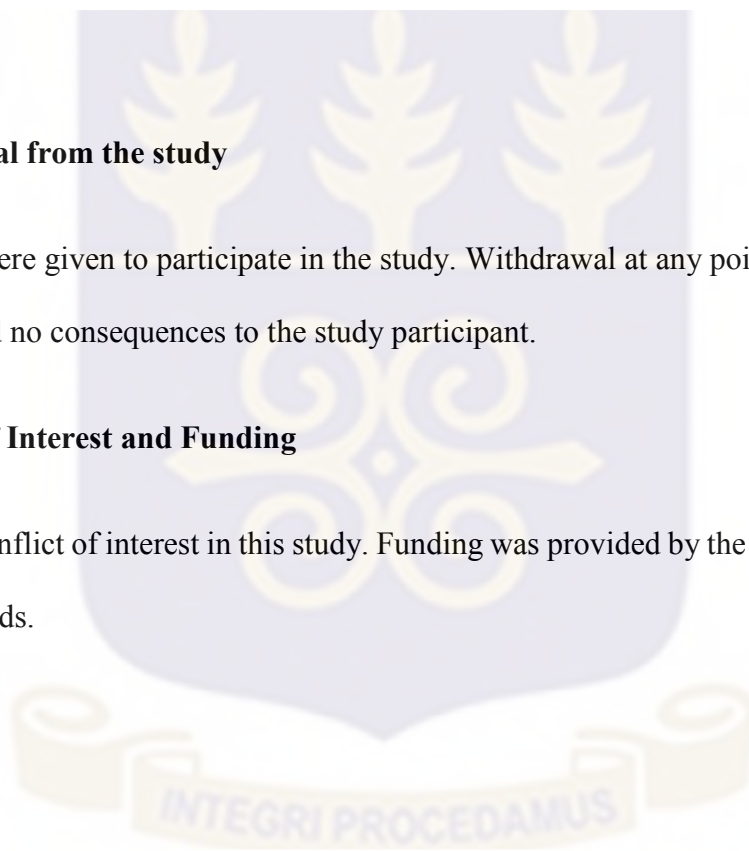 al from the study
ere given to participate in the study. Withdrawal at any poi
no consequences to the study participant.
Interest and Funding
nflict of interest in this study. Funding was provided by the
ds.
INTEGRI PROCEDAMUS